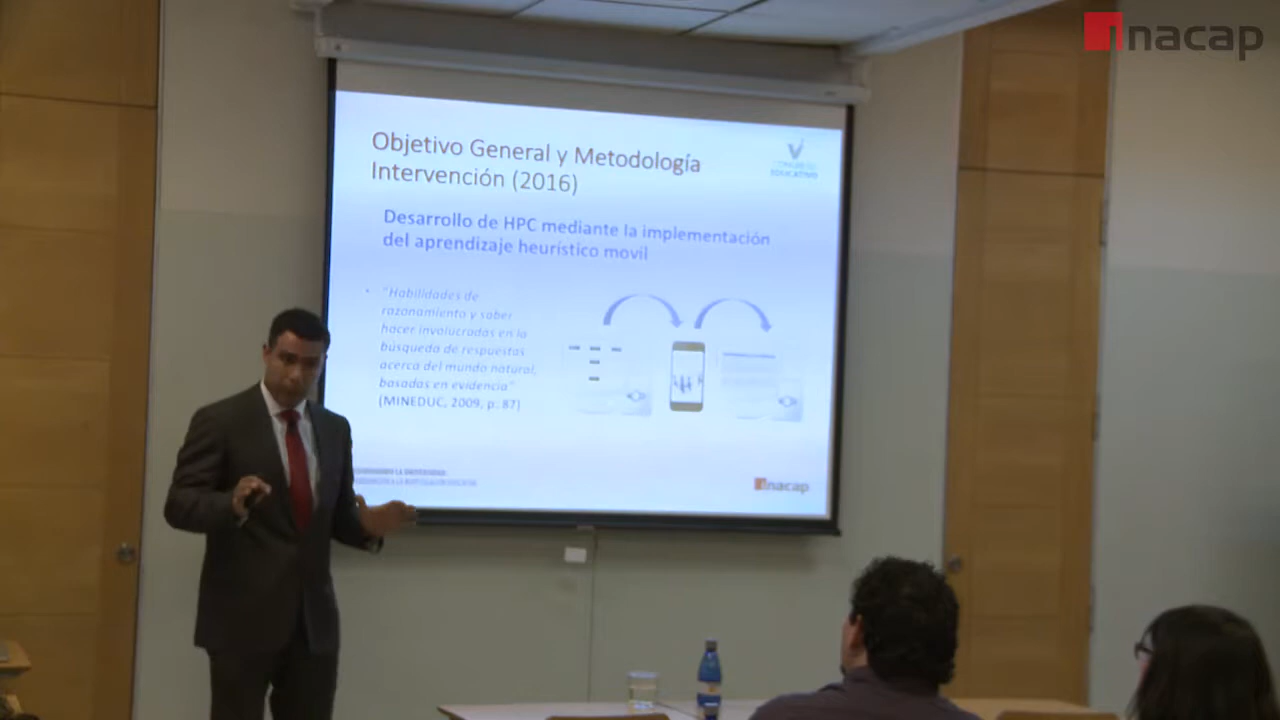 inacap
Objetivo General y Metodología
Intervención (2016)
V
CONGRESO
EDUCATIVO
Desarrollo de HPC mediante la implementación
del aprendizaje heurístico movil
• "Habilidades de
razonamiento y saber
hacer involucradas en la
búsqueda de respuestas
acerca del mundo natural,
basadas en evidencia"
(MINEDUC, 2009, p. 87)
inacap